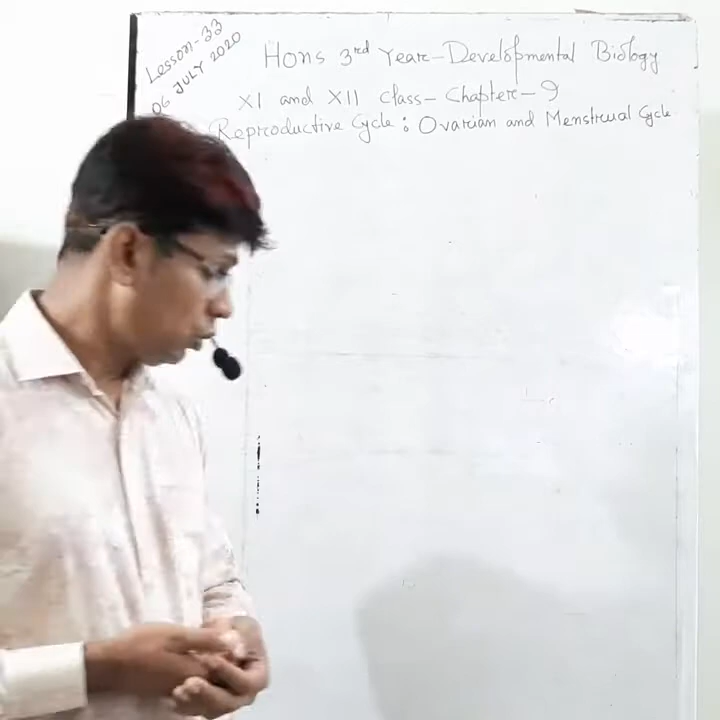 Lesson-33
06 JULY 2020
Hons 3rd Year-Developmental Biology
XI and XII Class-Chapter-9
Reproductive Cycle: Ovarian and Menstrual Cycle